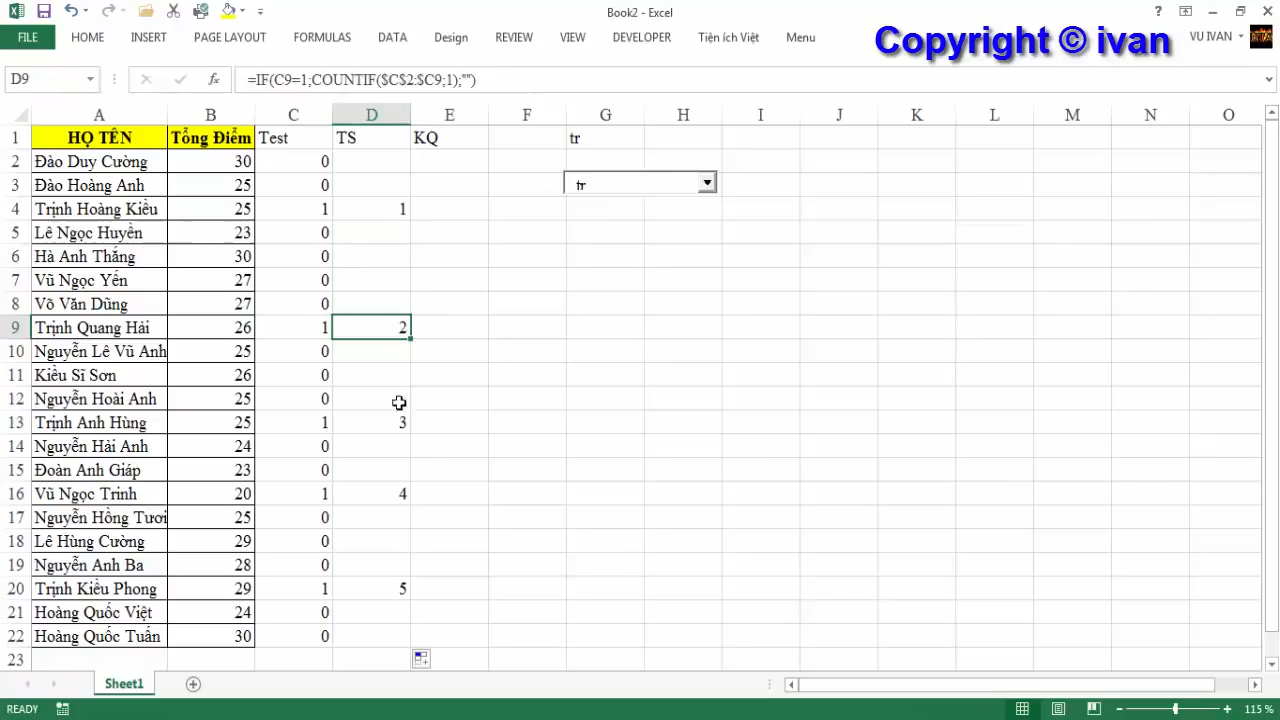 Book2 - Excel
Copyright © ivan
FILE HOME INSERT PAGE LAYOUT FORMULAS DATA Design REVIEW VIEW DEVELOPER Tiện ích Việt Menu VU IVAN
D9 fx =IF(C9=1;COUNTIF($C$2:$C9;1);"")
A B C D E F G H I J K L M N O
1 HỌ TÊN Tổng Điểm Test TS KQ tr
2 Đào Duy Cường 30 0
3 Đào Hoàng Anh 25 0 tr
4 Trịnh Hoàng Kiều 25 1 1
5 Lê Ngọc Huyền 23 0
6 Hà Anh Thắng 30 0
7 Vũ Ngọc Yến 27 0
8 Võ Văn Dũng 27 0
9 Trịnh Quang Hải 26 1 2
10 Nguyễn Lê Vũ Anh 25 0
11 Kiều Sĩ Sơn 26 0
12 Nguyễn Hoài Anh 25 0
13 Trịnh Anh Hùng 25 1 3
14 Nguyễn Hải Anh 24 0
15 Đoàn Anh Giáp 23 0
16 Vũ Ngọc Trinh 20 1 4
17 Nguyễn Hồng Tươi 25 0
18 Lê Hùng Cường 29 0
19 Nguyễn Anh Ba 28 0
20 Trịnh Kiều Phong 29 1 5
21 Hoàng Quốc Việt 24 0
22 Hoàng Quốc Tuấn 30 0
23
Sheet1
READY 115 %